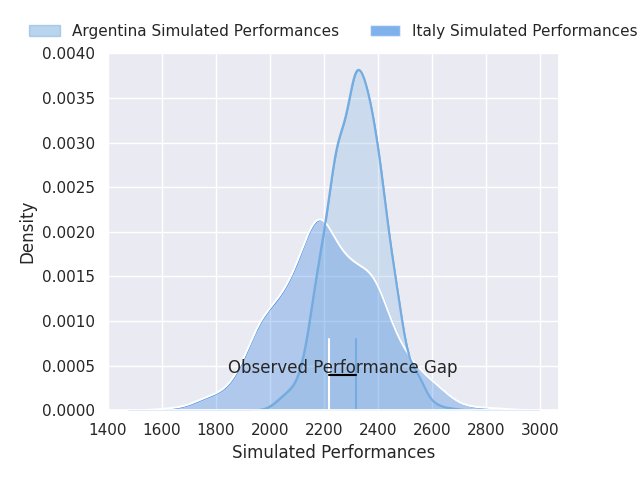 Argentina Simulated Performances
Italy Simulated Performances
0.0040
0.0035
0.0030
0.0025
0.0020
0.0015
0.0010
0.0005
0.0000
Density
Observed Performance Gap
1400 1600 1800 2000 2200 2400 2600 2800 3000
Simulated Performances